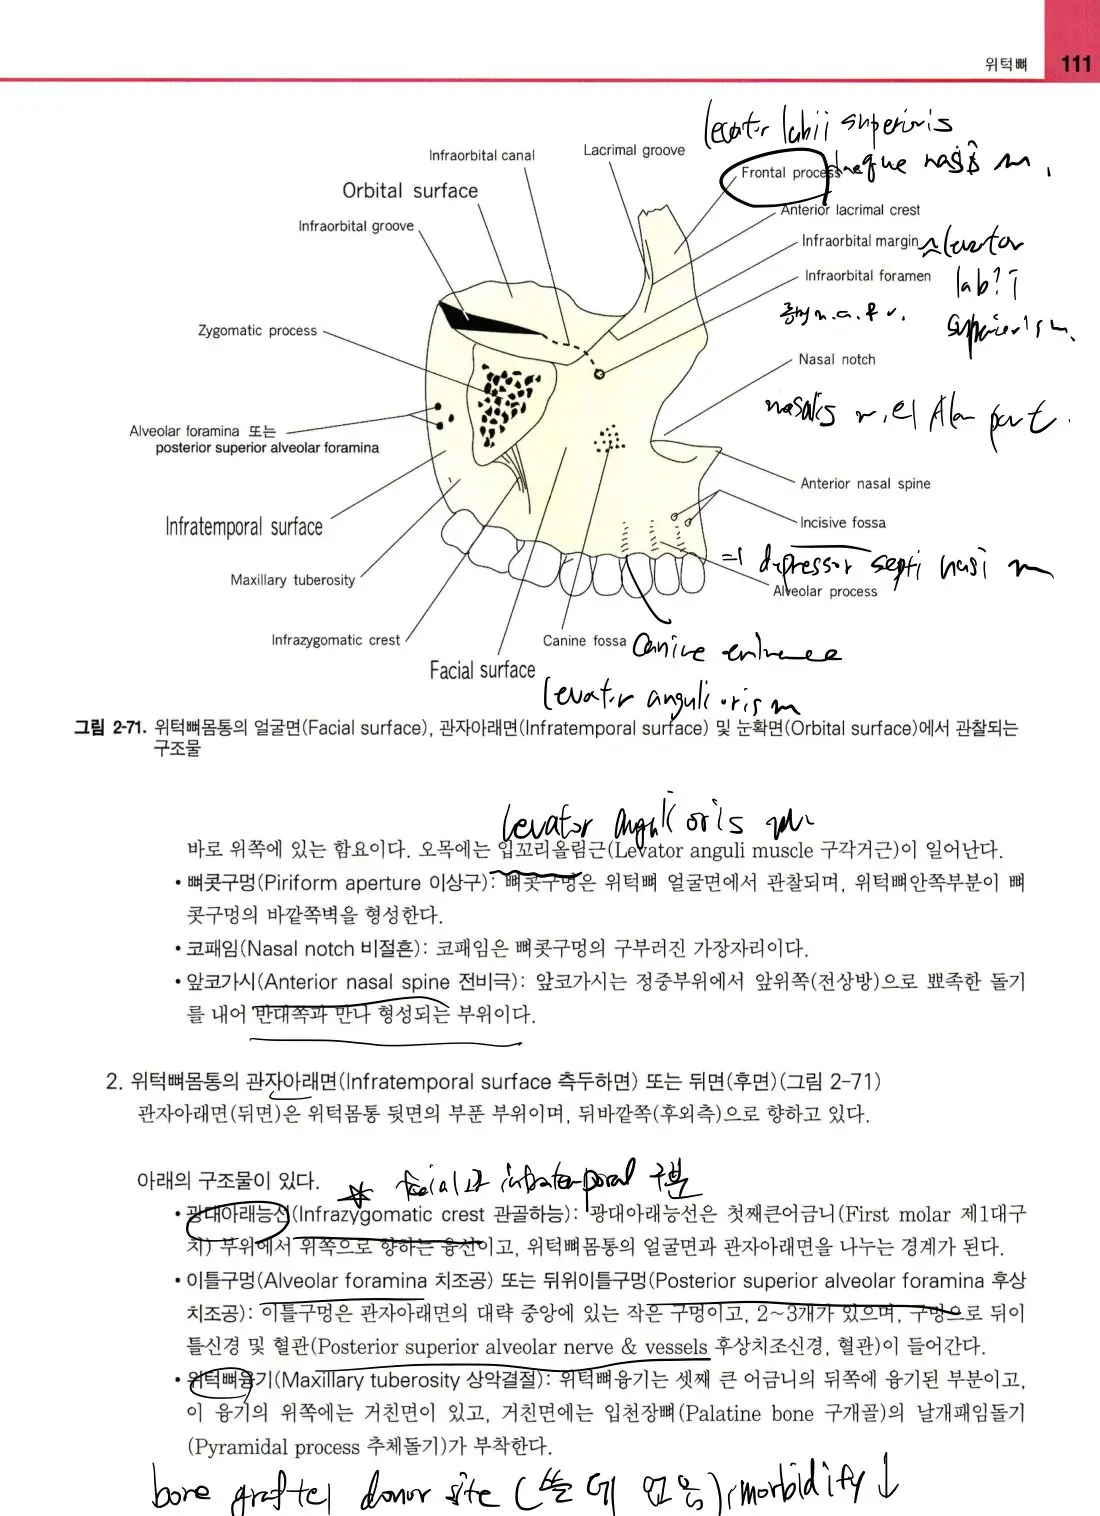 위턱뼈 111
levator labii superioris
Infraorbital canal
Lacrimal groove
Frontal process
alaeque nasi m.
Orbital surface
Anterior lacrimal crest
Infraorbital groove
Infraorbital margin levator
Infraorbital foramen labii
superioris m.
n. a. & v.
Zygomatic process
Nasal notch
nasalis m. Alar part.
Alveolar foramina 또는
posterior superior alveolar foramina
Anterior nasal spine
Infratemporal surface
Incisive fossa
depressor septi nasi m
Maxillary tuberosity
Alveolar process
Infrazygomatic crest
Canine fossa
Canine eminence
Facial surface
levator anguli oris m
그림 2-71. 위턱뼈몸통의 얼굴면(Facial surface), 관자아래면(Infratemporal surface) 및 눈확면(Orbital surface)에서 관찰되는
구조물
levator anguli oris
바로 위쪽에 있는 함요이다. 오목에는 입꼬리올림근(Levator anguli muscle 구각거근)이 일어난다.
• 뼈콧구멍(Piriform aperture 이상구): 뼈콧구멍은 위턱뼈 얼굴면에서 관찰되며, 위턱뼈안쪽부분이 뼈
콧구멍의 바깥쪽벽을 형성한다.
• 코패임(Nasal notch 비절흔): 코패임은 뼈콧구멍의 구부러진 가장자리이다.
• 앞코가시(Anterior nasal spine 전비극): 앞코가시는 정중부위에서 앞위쪽(전상방)으로 뾰족한 돌기
를 내어 반대쪽과 만나 형성되는 부위이다.
2. 위턱뼈몸통의 관자아래면(Infratemporal surface 측두하면) 또는 뒤면(후면)(그림 2-71)
관자아래면(뒤면)은 위턱몸통 뒷면의 부푼 부위이며, 뒤바깥쪽(후외측)으로 향하고 있다.
아래의 구조물이 있다.
facial과 infratemporal 구분
• 광대아래능선(Infrazygomatic crest 관골하능): 광대아래능선은 첫째큰어금니(First molar 제1대구
치) 부위에서 위쪽으로 향하는 융선이고, 위턱뼈몸통의 얼굴면과 관자아래면을 나누는 경계가 된다.
• 이틀구멍(Alveolar foramina 치조공) 또는 뒤위이틀구멍(Posterior superior alveolar foramina 후상
치조공): 이틀구멍은 관자아래면의 대략 중앙에 있는 작은 구멍이고, 2~3개가 있으며, 구멍으로 뒤이
틀신경 및 혈관(Posterior superior alveolar nerve & vessels 후상치조신경, 혈관)이 들어간다.
• 위턱뼈융기(Maxillary tuberosity 상악결절): 위턱뼈융기는 셋째 큰 어금니의 뒤쪽에 융기된 부분이고,
이 융기의 위쪽에는 거친면이 있고, 거친면에는 입천장뼈(Palatine bone 구개골)의 날개패임돌기
(Pyramidal process 추체돌기)가 부착한다.
bone graft의 donor site (쓸 데 없음), morbidity ↓